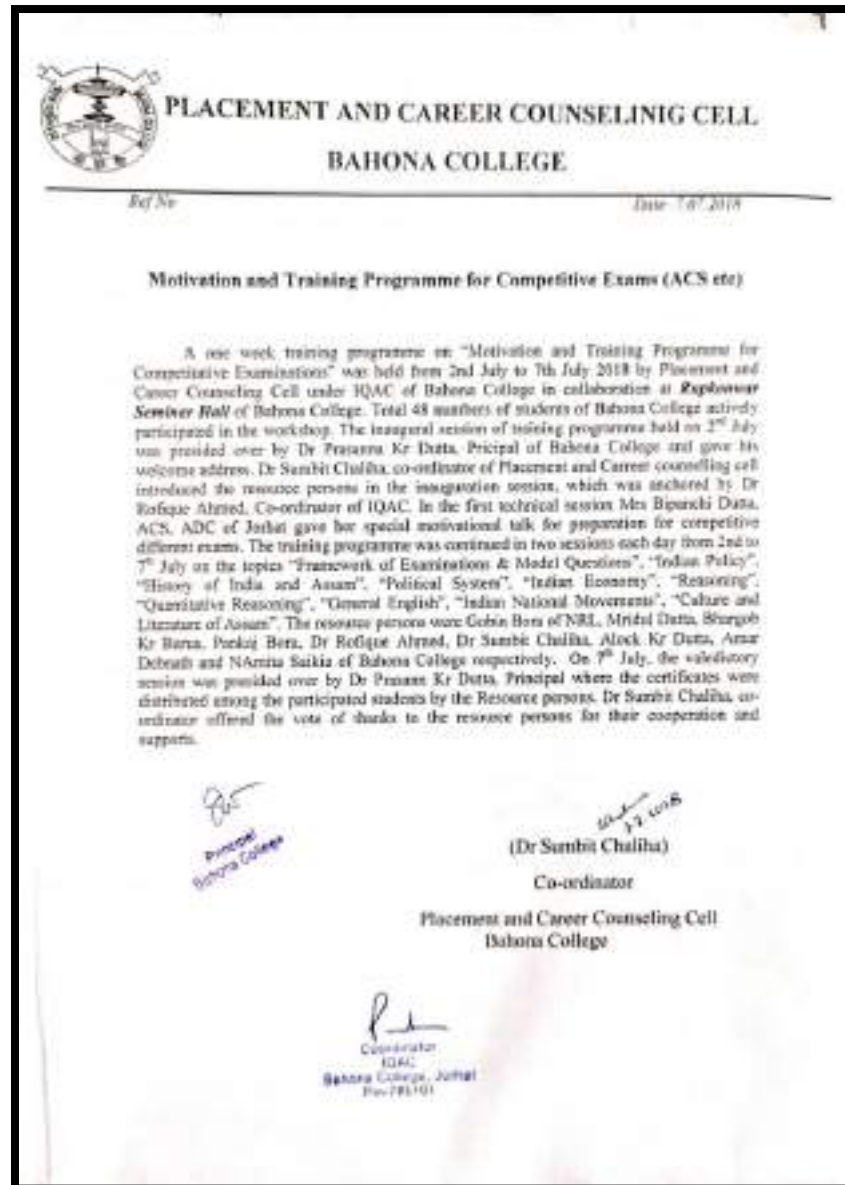 PLACEMENT AND CAREER COUNSELINIG CELL
BAHONA COLLEGE
Ref No
Date 7.07.2018
Motivation and Training Programme for Competitive Exams (ACS etc)
A one week training programme on "Motivation and Training Programme for
Competitative Examinations" was held from 2nd July to 7th July 2018 by Placement and
Career Counseling Cell under IQAC of Bahona College in collaboration at Rupkonwar
Seminar Hall of Bahona College. Total 48 numbers of students of Bahona College actively
participated in the workshop. The inaugural session of training programme held on 2nd July
was presided over by Dr Prasanna Kr Dutta, Pricipal of Bahona College and gave his
welcome address. Dr Sumbit Chaliha, co-ordinator of Placement and Career counselling cell
introduced the resource persons in the inauguration session, which was anchored by Dr
Rofique Ahmed, Co-ordinator of IQAC. In the first technical session Mrs Bipanchi Dutta,
ACS, ADC of Jorhat gave her special motivational talk for preparation for competitive
different exams. The training programme was continued in two sessions each day from 2nd to
7th July on the topics "Framework of Examinations & Model Questions", "Indian Policy",
"History of India and Assam", "Political System", "Indian Economy", "Reasoning",
"Quantitative Reasoning", "General English", "Indian National Movements", "Culture and
Literature of Assam". The resource persons were Gobin Bora of NRL, Mridul Dutta, Bhargob
Kr Barua, Pankaj Bora, Dr Rofique Ahmed, Dr Sumbit Chaliha, Alock Kr Dutta, Amar
Debnath and NAmita Saikia of Bahona College respectively. On 7th July, the valedictory
session was presided over by Dr Prasann Kr Dutta, Principal where the certificates were
distributed among the participated students by the Resource persons. Dr Sumbit Chaliha, co-
ordinator offered the vote of thanks to the resource persons for their cooperation and
supports.
Principal
Bahona College
(Dr Sumbit Chaliha)
Co-ordinator
Placement and Career Counseling Cell
Bahona College
Coordinator
IQAC
Bahona College, Jorhat
Pin-785101